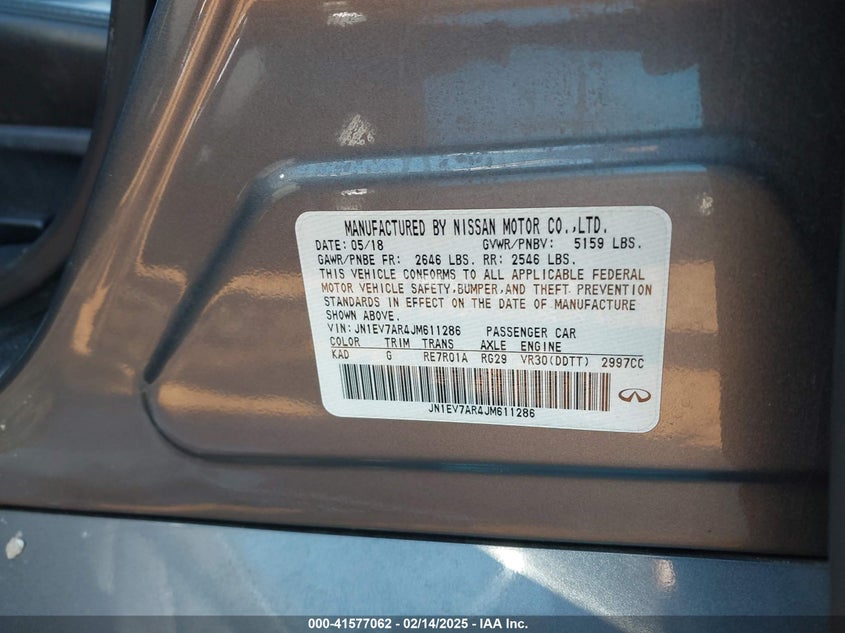 MANUFACTURED BY NISSAN MOTOR CO.,LTD.
DATE: 05/18 GVWR/PNBV: 5159 LBS.
GAWR/PNBE FR: 2646 LBS. RR: 2546 LBS.
THIS VEHICLE CONFORMS TO ALL APPLICABLE FEDERAL
MOTOR VEHICLE SAFETY,BUMPER,AND THEFT PREVENTION
STANDARDS IN EFFECT ON THE DATE OF MANUFACTURE
SHOWN ABOVE.
VIN: JN1EV7AR4JM611286 PASSENGER CAR
COLOR TRIM TRANS AXLE ENGINE
KAD G RE7R01A RG29 VR30(DDTT) 2997CC
JN1EV7AR4JM611286
000-41577062 - 02/14/2025 - IAA Inc.